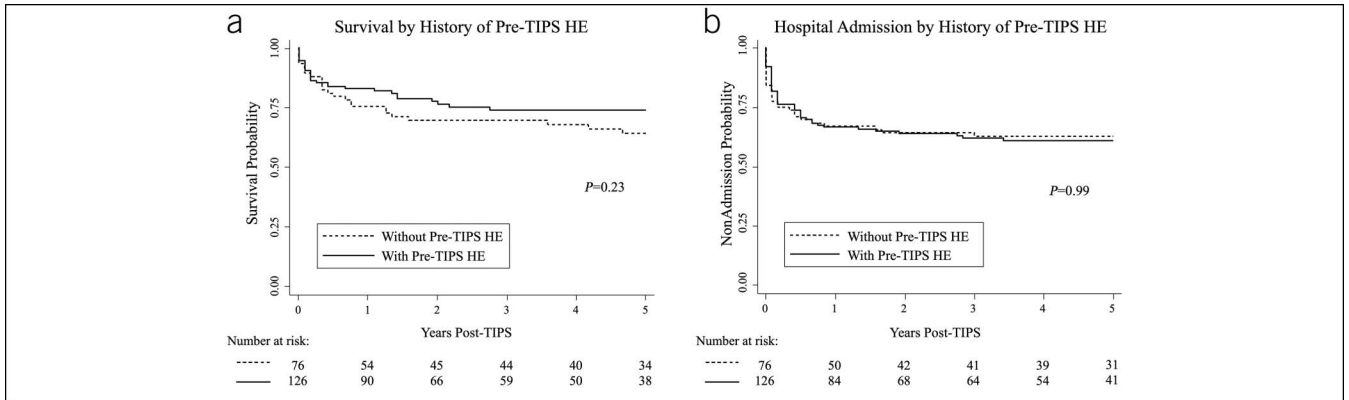 a
Survival by History of Pre-TIPS HE
1.00
0.75
0.50
0.25
0.00
Survival Probability
P=0.23
Without Pre-TIPS HE
With Pre-TIPS HE
0 1 2 3 4 5
Years Post-TIPS
Number at risk:
76 54 45 44 40 34
126 90 66 59 50 38
b
Hospital Admission by History of Pre-TIPS HE
1.00
0.75
0.50
0.25
0.00
NonAdmission Probability
P=0.99
Without Pre-TIPS HE
With Pre-TIPS HE
0 1 2 3 4 5
Years Post-TIPS
Number at risk:
76 50 42 41 39 31
126 84 68 64 54 41